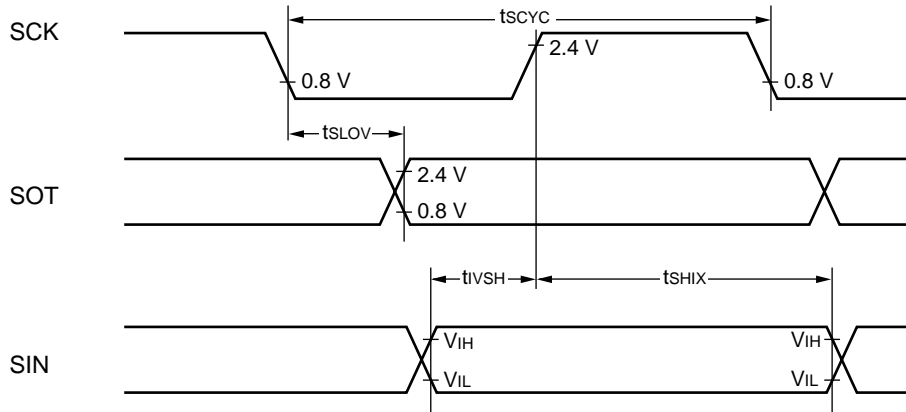 tSCYC
SCK
2.4 V
0.8 V
0.8 V
tSLOV
SOT
2.4 V
0.8 V
tIVSH
tSHIX
SIN
VIH
VIH
VIL
VIL